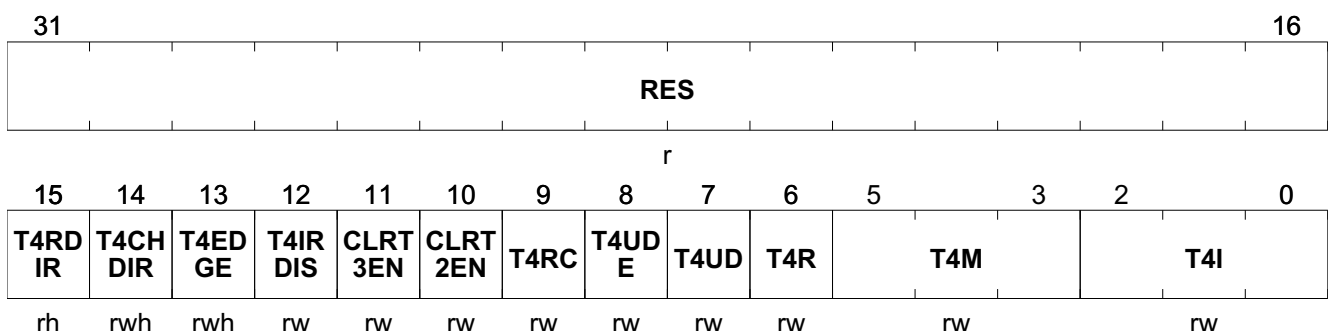 31 16
RES
r
15 14 13 12 11 10 9 8 7 6 5 3 2 0
T4RD T4CH T4ED T4IR CLRT CLRT T4RC T4UD T4UD T4R T4M T4I
IR DIR GE DIS 3EN 2EN E
rh rwh rwh rw rw rw rw rw rw rw rw rw